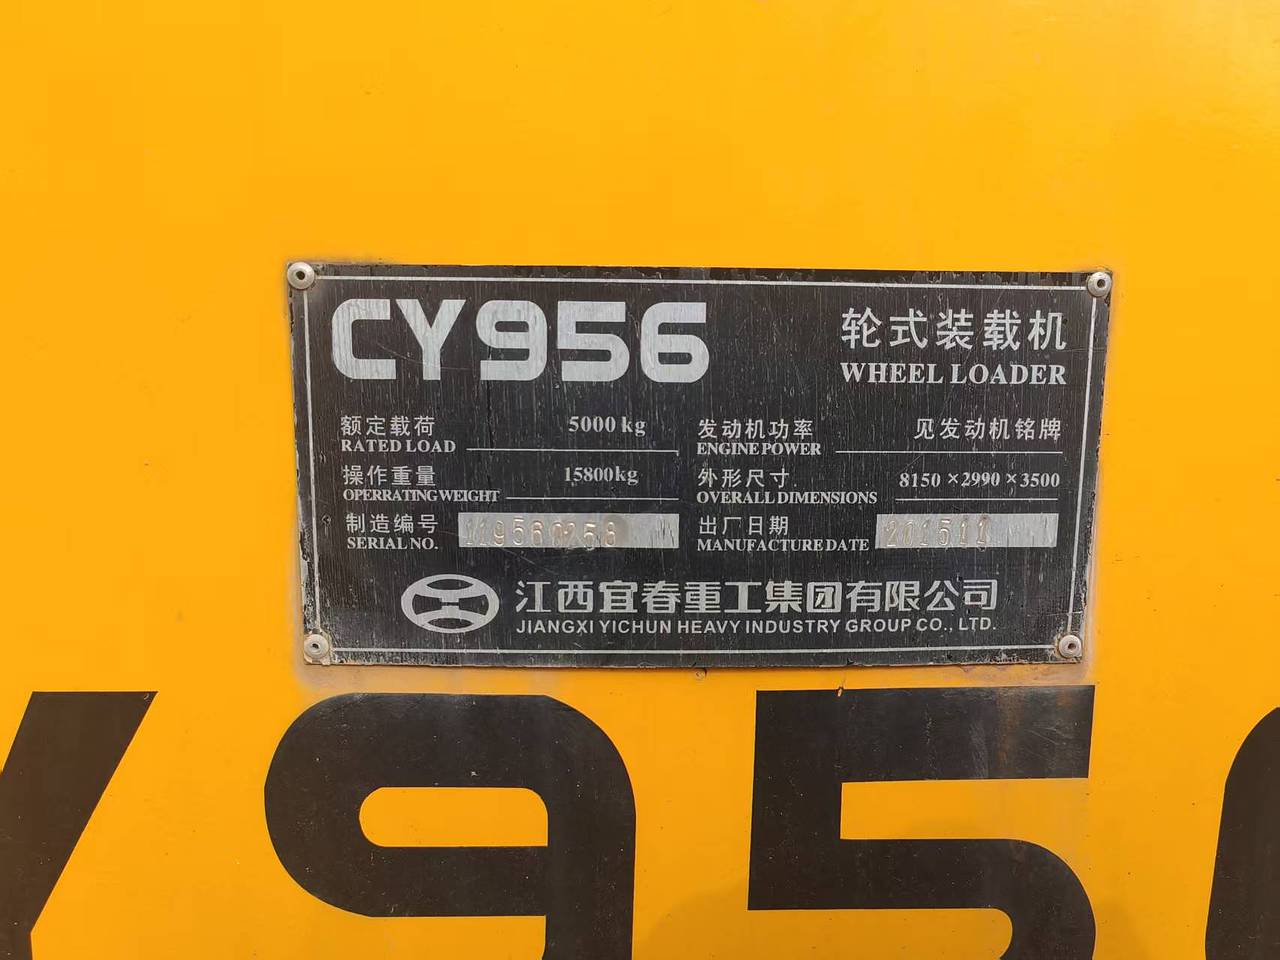 CY956
轮式装载机
WHEEL LOADER
额定载荷 5000 kg
RATED LOAD
发动机功率 见发动机铭牌
ENGINE POWER
操作重量 15800kg
OPERRATING WEIGHT
外形尺寸 8150×2990×3500
OVERALL DIMENSIONS
制造编号 119560258
SERIAL NO.
出厂日期 201511
MANUFACTURE DATE
江西宜春重工集团有限公司
JIANGXI YICHUN HEAVY INDUSTRY GROUP CO., LTD.
Y956